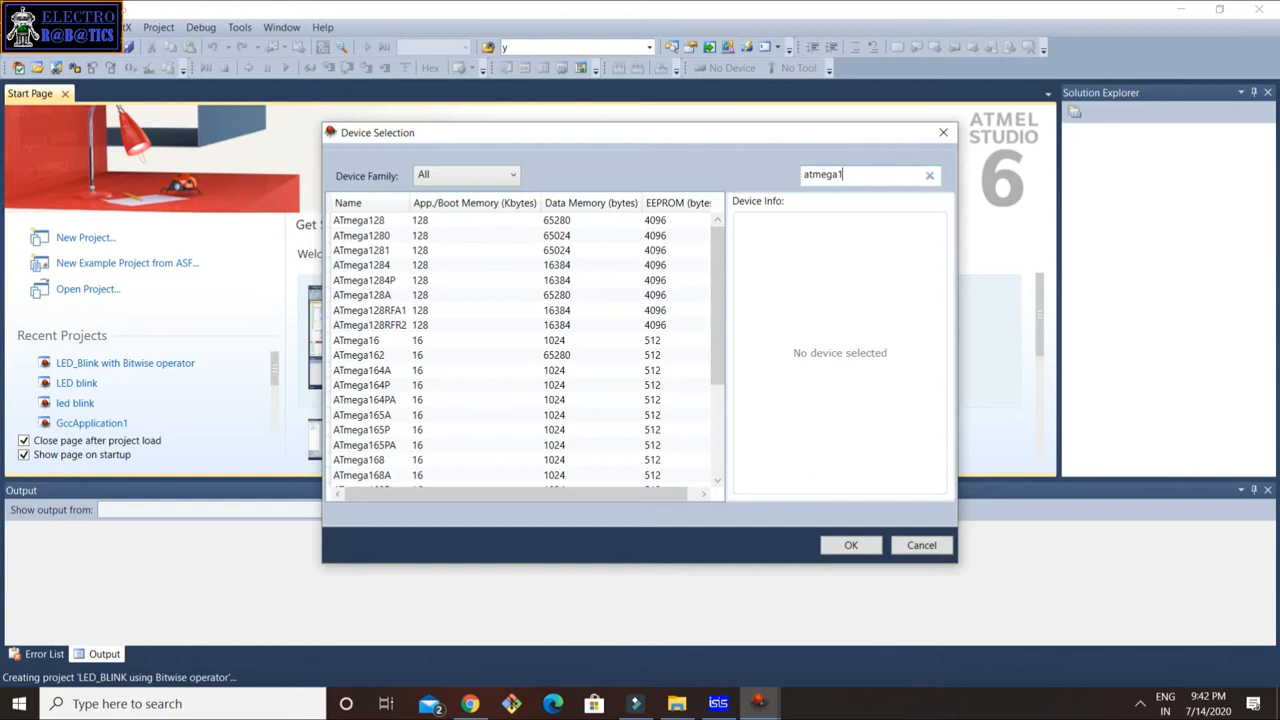 ELECTRO
R@B@TICS
X Project Debug Tools Window Help
y
Hex No Device No Tool
Start Page
Solution Explorer
ATMEL
STUDIO
6
Device Selection
Device Family: All atmega1
Name App./Boot Memory (Kbytes) Data Memory (bytes) EEPROM (byte:
Device Info:
ATmega128 128 65280 4096
ATmega1280 128 65024 4096
ATmega1281 128 65024 4096
ATmega1284 128 16384 4096
ATmega1284P 128 16384 4096
ATmega128A 128 65280 4096
ATmega128RFA1 128 16384 4096
ATmega128RFR2 128 16384 4096
ATmega16 16 1024 512
ATmega162 16 65280 512
ATmega164A 16 1024 512
ATmega164P 16 1024 512
ATmega164PA 16 1024 512
ATmega165A 16 1024 512
ATmega165P 16 1024 512
ATmega165PA 16 1024 512
ATmega168 16 1024 512
ATmega168A 16 1024 512
No device selected
OK Cancel
Get S
Welc
New Project...
New Example Project from ASF...
Open Project...
Recent Projects
LED_Blink with Bitwise operator
LED blink
led blink
GccApplication1
Close page after project load
Show page on startup
Output
Show output from:
Error List Output
Creating project 'LED_BLINK using Bitwise operator'...
Type here to search
2
isis
ENG
IN
9:42 PM
7/14/2020